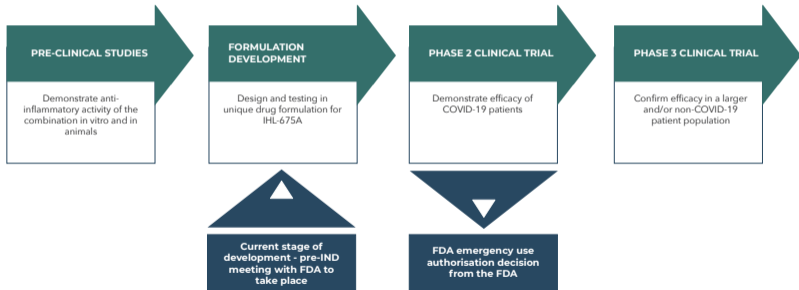 PRE-CLINICAL STUDIES
Demonstrate anti-
inflammatory activity of the
combination in vitro and in
animals
FORMULATION
DEVELOPMENT
Design and testing in
unique drug formulation for
IHL-675A
PHASE 2 CLINICAL TRIAL
Demonstrate efficacy of
COVID-19 patients
PHASE 3 CLINICAL TRIAL
Confirm efficacy in a larger
and/or non-COVID-19
patient population
Current stage of
development - pre-IND
meeting with FDA to
take place
FDA emergency use
authorisation decision
from the FDA